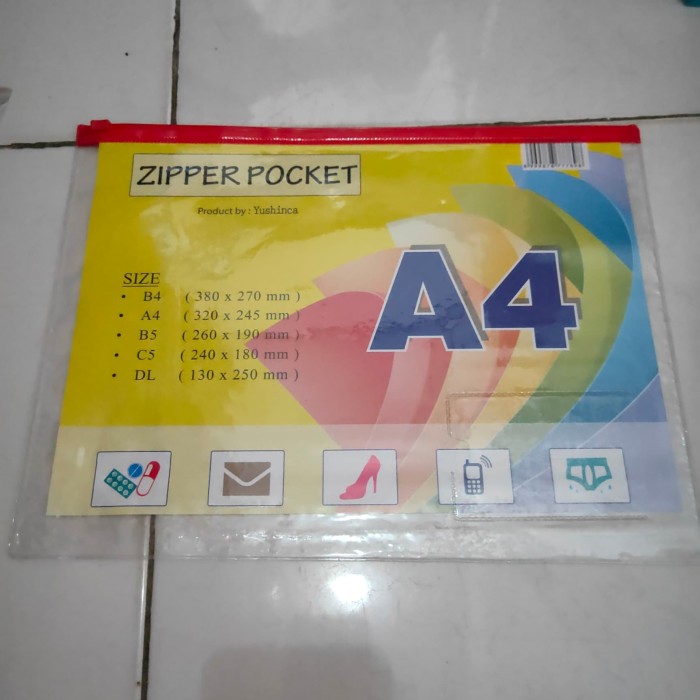 ZIPPER POCKET
Product by : Yushinca
A4
SIZE
• B4 ( 380 x 270 mm )
• A4 ( 320 x 245 mm )
• B5 ( 260 x 190 mm )
• C5 ( 240 x 180 mm )
• DL ( 130 x 250 mm )